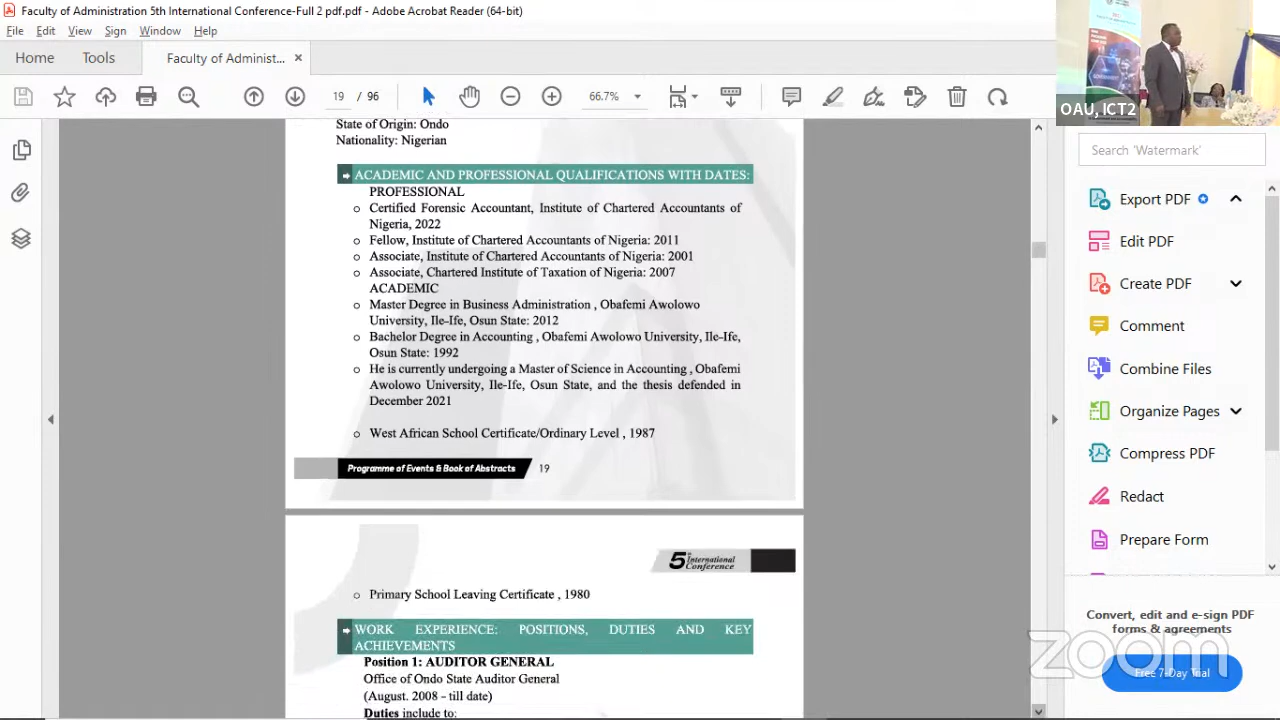 Faculty of Administration 5th International Conference-Full 2 pdf.pdf - Adobe Acrobat Reader (64-bit)
File Edit View Sign Window Help
Home Tools Faculty of Administ... ×
19 / 96 66.7%
OAU, ICT2
State of Origin: Ondo
Nationality: Nigerian
ACADEMIC AND PROFESSIONAL QUALIFICATIONS WITH DATES:
PROFESSIONAL
o Certified Forensic Accountant, Institute of Chartered Accountants of
Nigeria, 2022
o Fellow, Institute of Chartered Accountants of Nigeria: 2011
o Associate, Institute of Chartered Accountants of Nigeria: 2001
o Associate, Chartered Institute of Taxation of Nigeria: 2007
ACADEMIC
o Master Degree in Business Administration , Obafemi Awolowo
University, Ile-Ife, Osun State: 2012
o Bachelor Degree in Accounting , Obafemi Awolowo University, Ile-Ife,
Osun State: 1992
o He is currently undergoing a Master of Science in Accounting , Obafemi
Awolowo University, Ile-Ife, Osun State, and the thesis defended in
December 2021
o West African School Certificate/Ordinary Level , 1987
Programme of Events & Book of Abstracts 19
5th International
Conference
o Primary School Leaving Certificate , 1980
WORK EXPERIENCE: POSITIONS, DUTIES AND KEY
ACHIEVEMENTS
Position 1: AUDITOR GENERAL
Office of Ondo State Auditor General
(August. 2008 - till date)
Duties include to:
Search 'Watermark'
Export PDF
Edit PDF
Create PDF
Comment
Combine Files
Organize Pages
Compress PDF
Redact
Prepare Form
Convert, edit and e-sign PDF
forms & agreements
Free 7-Day Trial
zoom